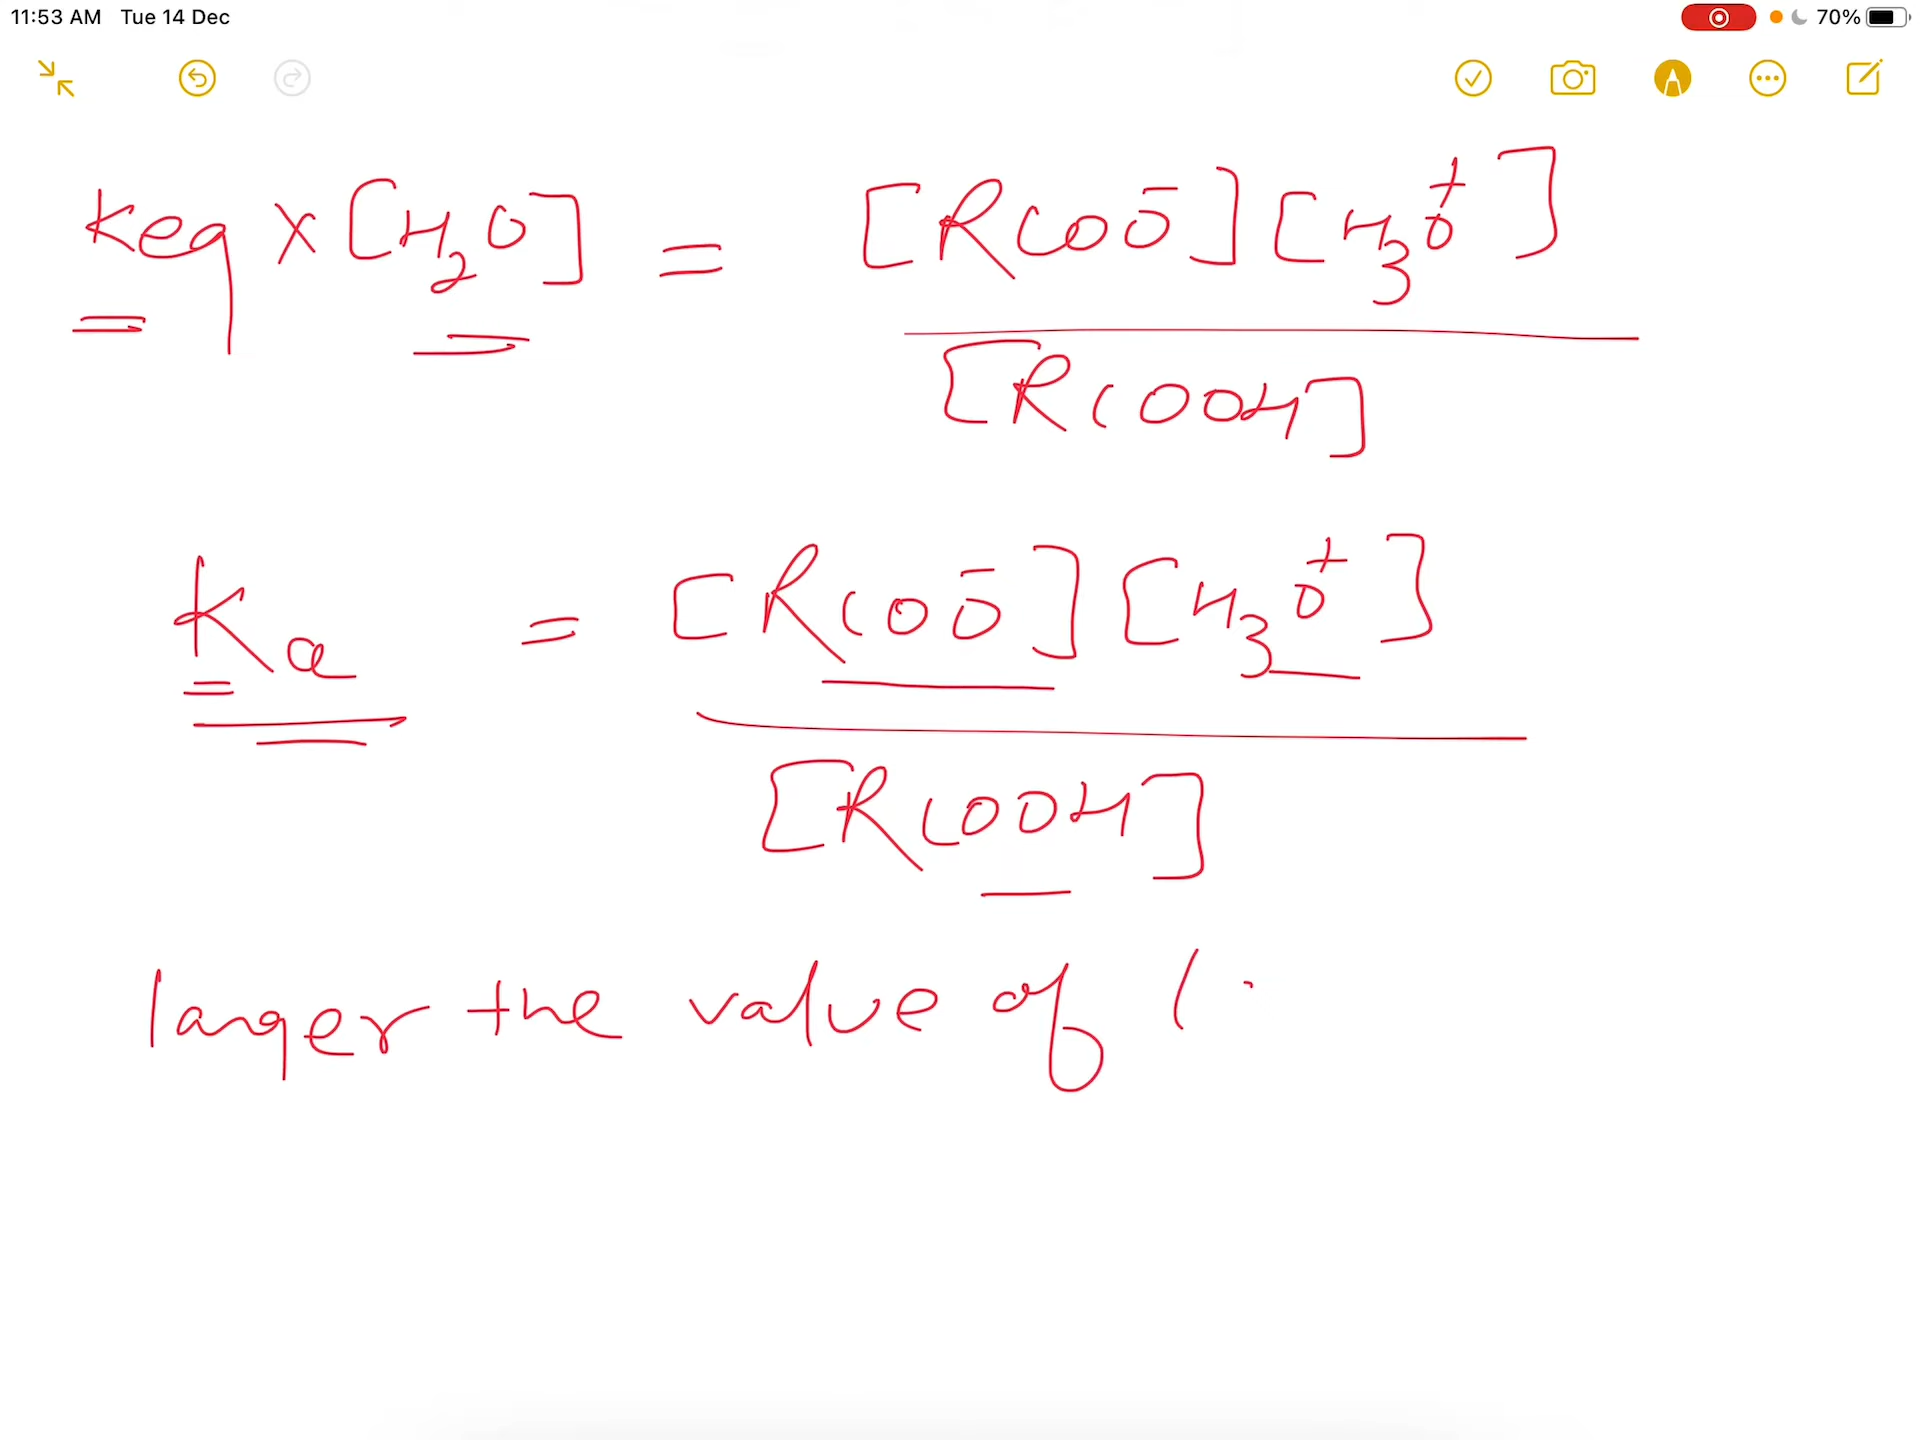 11:53 AM Tue 14 Dec 70%
Keq x [H₂O] = [RCOO⁻][H₃O⁺]
[RCOOH]
Ka = [RCOO⁻][H₃O⁺]
[RCOOH]
larger the value of